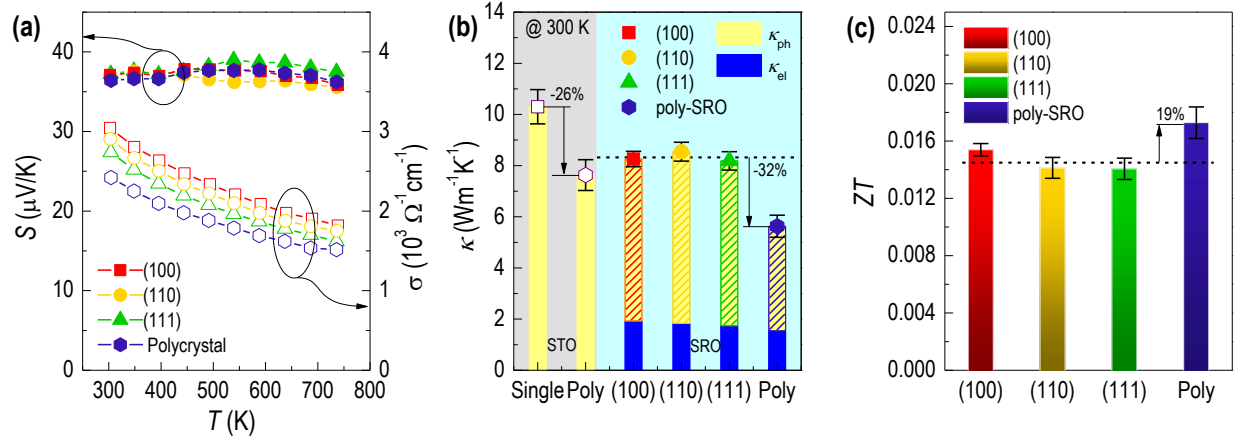 (a)
S (μV/K)
40
30
20
10
0
4
3
2
1
0
σ (10³ Ω⁻¹cm⁻¹)
(100)
(110)
(111)
Polycrystal
300 400 500 600 700 800
T (K)
(b)
@ 300 K
(100)
(110)
(111)
poly-SRO
κph
κel
-26%
-32%
κ (Wm⁻¹K⁻¹)
14
12
10
8
6
4
2
0
STO
SRO
Single Poly (100) (110) (111) Poly
(c)
(100)
(110)
(111)
poly-SRO
19%
ZT
0.024
0.020
0.016
0.012
0.008
0.004
0.000
(100) (110) (111) Poly